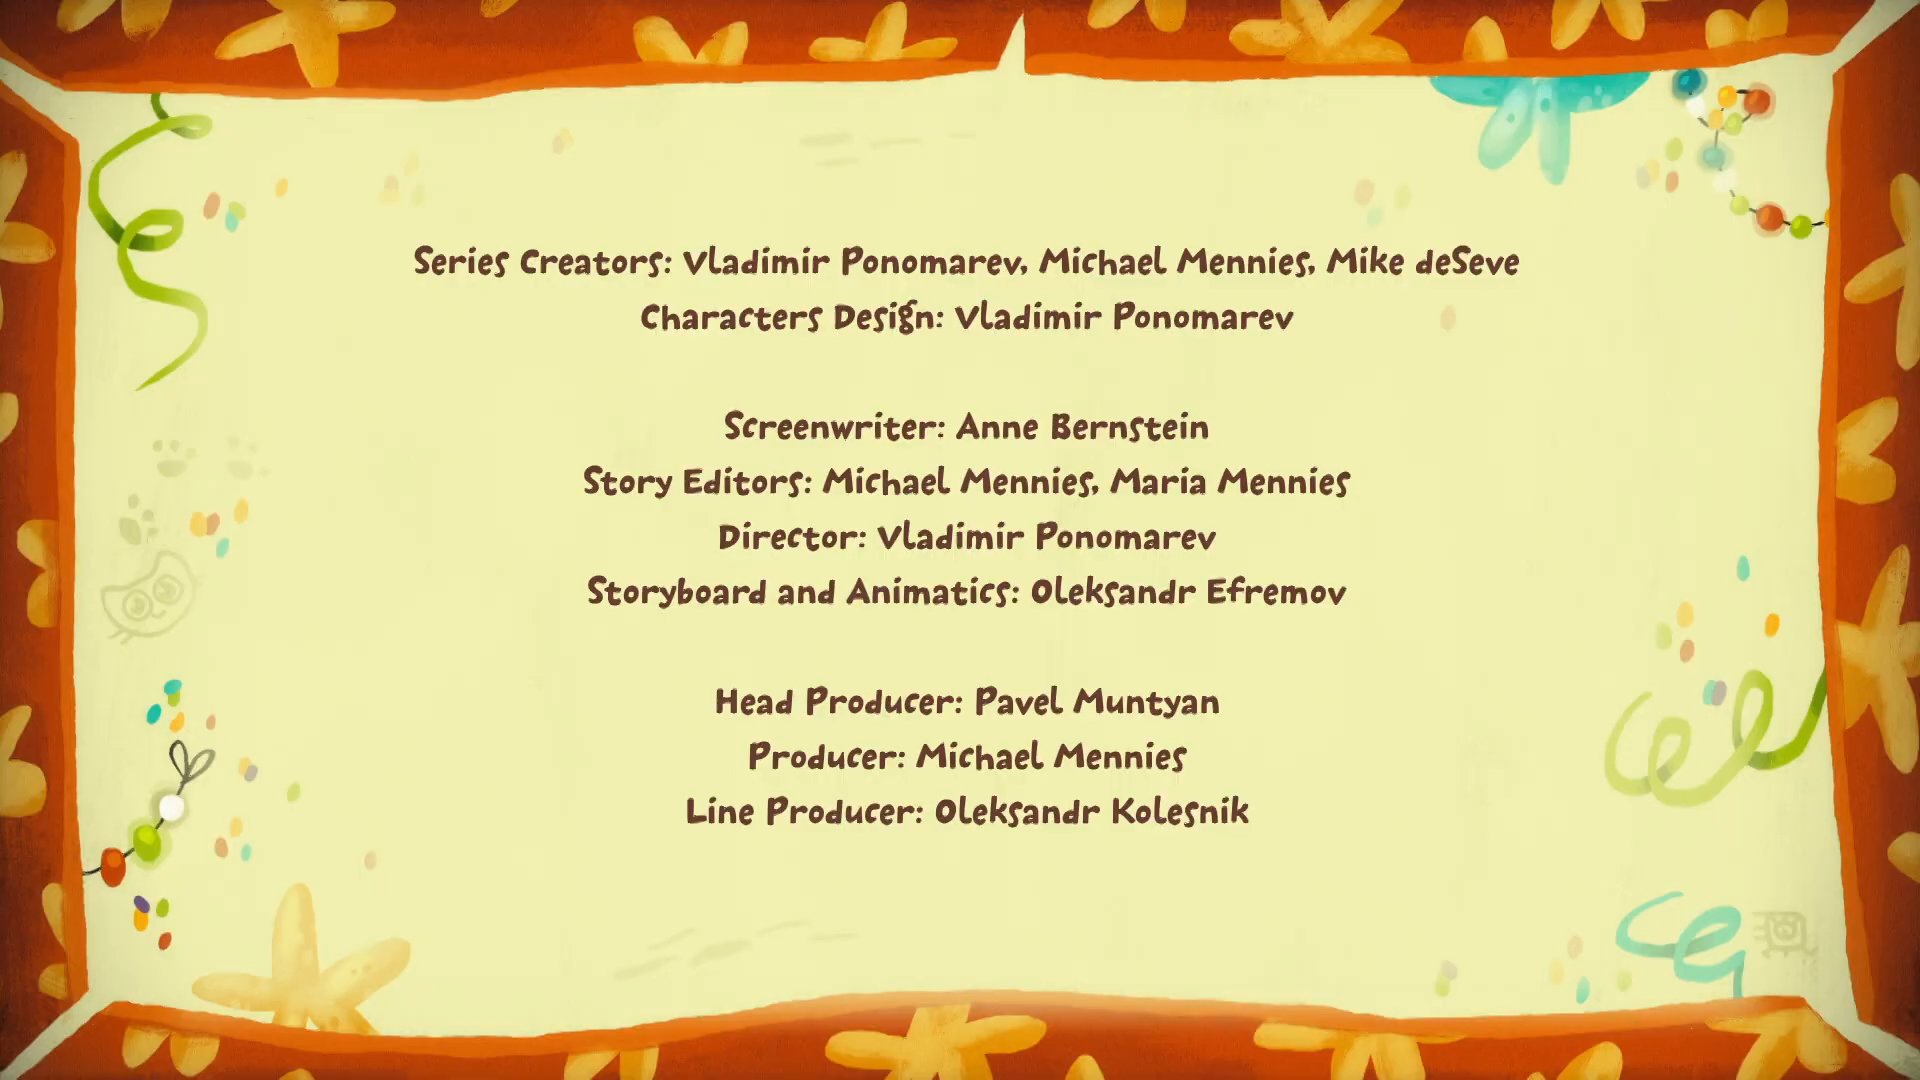 Series Creators: Vladimir Ponomarev, Michael Mennies, Mike deSeve
Characters Design: Vladimir Ponomarev
Screenwriter: Anne Bernstein
Story Editors: Michael Mennies, Maria Mennies
Director: Vladimir Ponomarev
Storyboard and Animatics: Oleksandr Efremov
Head Producer: Pavel Muntyan
Producer: Michael Mennies
Line Producer: Oleksandr Kolesnik